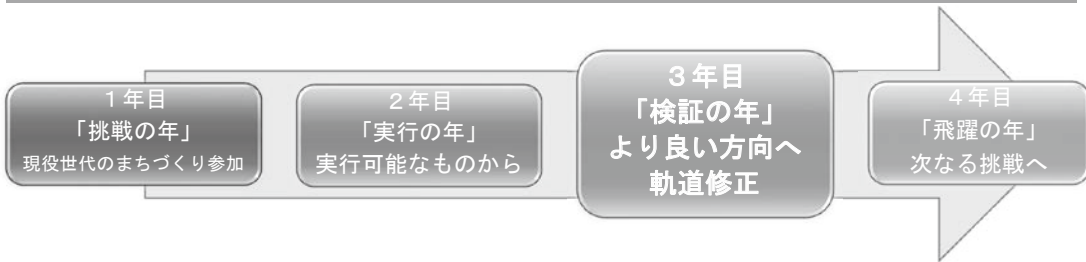 １年目
「挑戦の年」
現役世代のまちづくり参加
２年目
「実行の年」
実行可能なものから
３年目
「検証の年」
より良い方向へ
軌道修正
４年目
「飛躍の年」
次なる挑戦へ